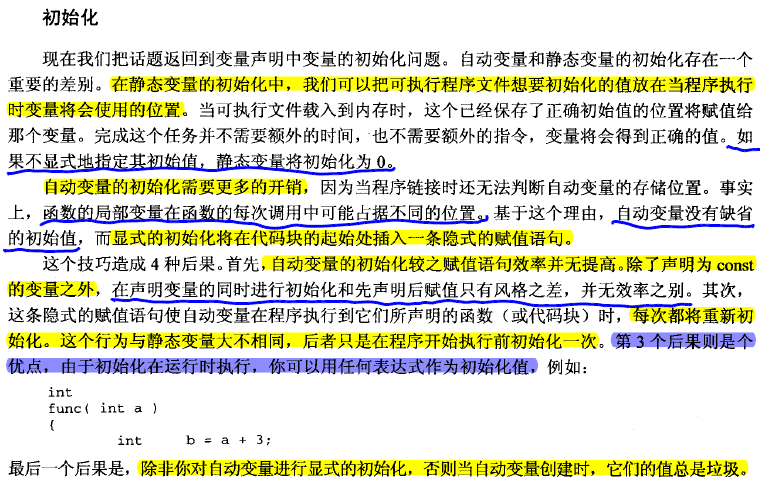 初始化
现在我们把话题返回到变量声明中变量的初始化问题。自动变量和静态变量的初始化存在一个
重要的差别。在静态变量的初始化中，我们可以把可执行程序文件想要初始化的值放在当程序执行
时变量将会使用的位置。当可执行文件载入到内存时，这个已经保存了正确初始值的位置将赋值给
那个变量。完成这个任务并不需要额外的时间，也不需要额外的指令，变量将会得到正确的值。如
果不显式地指定其初始值，静态变量将初始化为 0。
自动变量的初始化需要更多的开销，因为当程序链接时还无法判断自动变量的存储位置。事实
上，函数的局部变量在函数的每次调用中可能占据不同的位置。基于这个理由，自动变量没有缺省
的初始值，而显式的初始化将在代码块的起始处插入一条隐式的赋值语句。
这个技巧造成 4 种后果。首先，自动变量的初始化较之赋值语句效率并无提高。除了声明为 const
的变量之外，在声明变量的同时进行初始化和先声明后赋值只有风格之差，并无效率之别。其次，
这条隐式的赋值语句使自动变量在程序执行到它们所声明的函数（或代码块）时，每次都将重新初
始化。这个行为与静态变量大不相同，后者只是在程序开始执行前初始化一次。第 3 个后果则是个
优点，由于初始化在运行时执行，你可以用任何表达式作为初始化值，例如：
int
func( int a )
{
int b = a + 3;
最后一个后果是，除非你对自动变量进行显式的初始化，否则当自动变量创建时，它们的值总是垃圾。